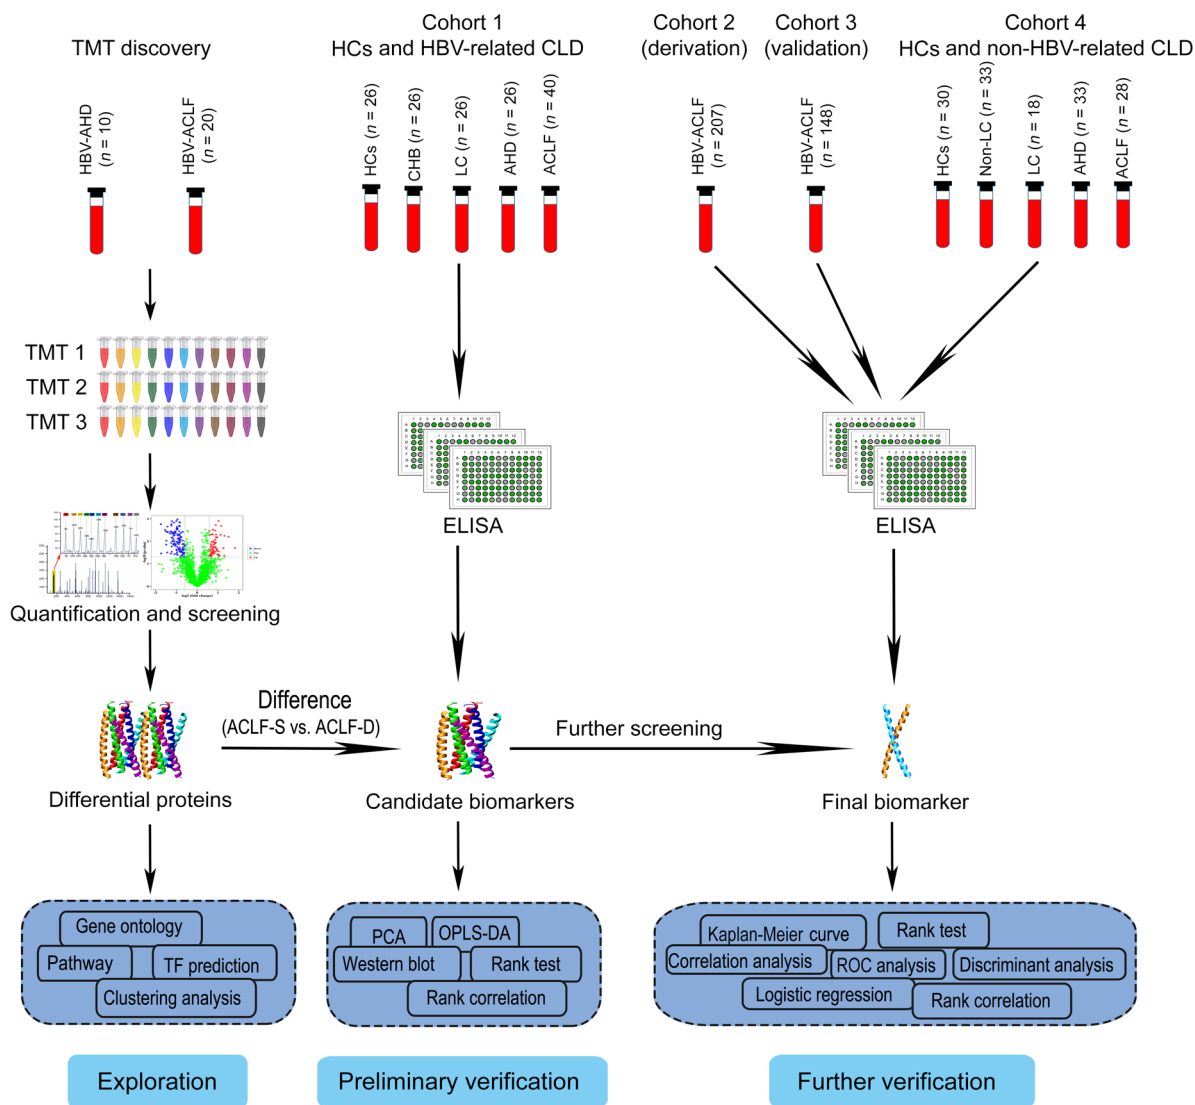 TMT discovery
HBV-AHD
(n = 10)
HBV-ACLF
(n = 20)
Cohort 1
HCs and HBV-related CLD
HCs (n = 26)
CHB (n = 26)
LC (n = 26)
AHD (n = 26)
ACLF (n = 40)
Cohort 2
(derivation)
HBV-ACLF
(n = 207)
Cohort 3
(validation)
HBV-ACLF
(n = 148)
Cohort 4
HCs and non-HBV-related CLD
HCs (n = 30)
Non-LC (n = 33)
LC (n = 18)
AHD (n = 33)
ACLF (n = 28)
TMT 1
TMT 2
TMT 3
Quantification and screening
ELISA
ELISA
Differential proteins
Difference
(ACLF-S vs. ACLF-D)
Candidate biomarkers
Further screening
Final biomarker
Gene ontology
Pathway
TF prediction
Clustering analysis
PCA
OPLS-DA
Western blot
Rank test
Rank correlation
Kaplan-Meier curve
Rank test
Correlation analysis
ROC analysis
Discriminant analysis
Logistic regression
Rank correlation
Exploration
Preliminary verification
Further verification